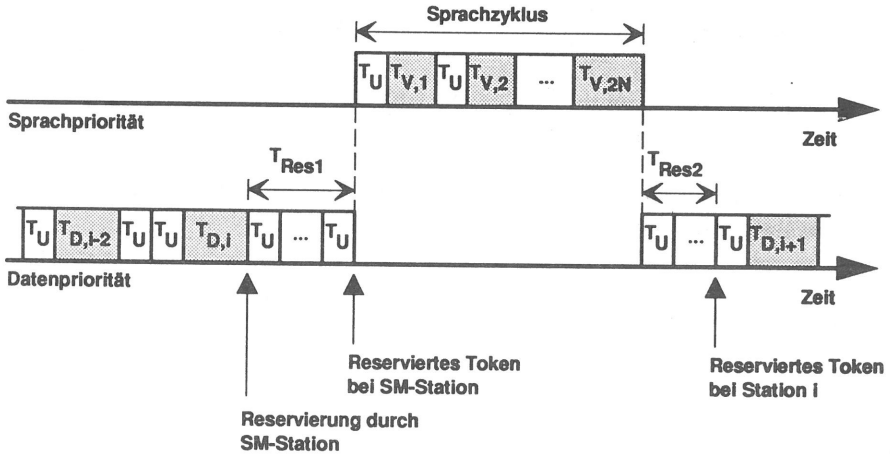 Sprachzyklus
T_U T_V,1 T_U T_V,2 ... T_V,2N
Sprachpriorität
Zeit
T_Res1
T_Res2
T_U T_D,i-2 T_U T_U T_D,i T_U ... T_U
T_U ... T_U T_D,i+1
Datenpriorität
Zeit
Reserviertes Token
bei SM-Station
Reserviertes Token
bei Station i
Reservierung durch
SM-Station